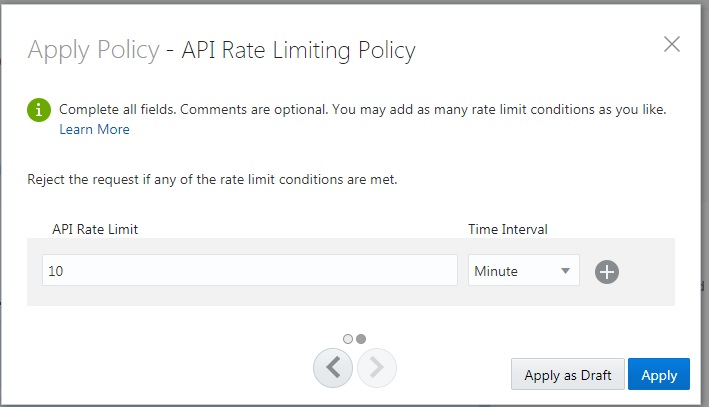 Apply Policy - API Rate Limiting Policy
Complete all fields. Comments are optional. You may add as many rate limit conditions as you like.
Learn More
Reject the request if any of the rate limit conditions are met.
API Rate Limit Time Interval
10 Minute
Apply as Draft Apply